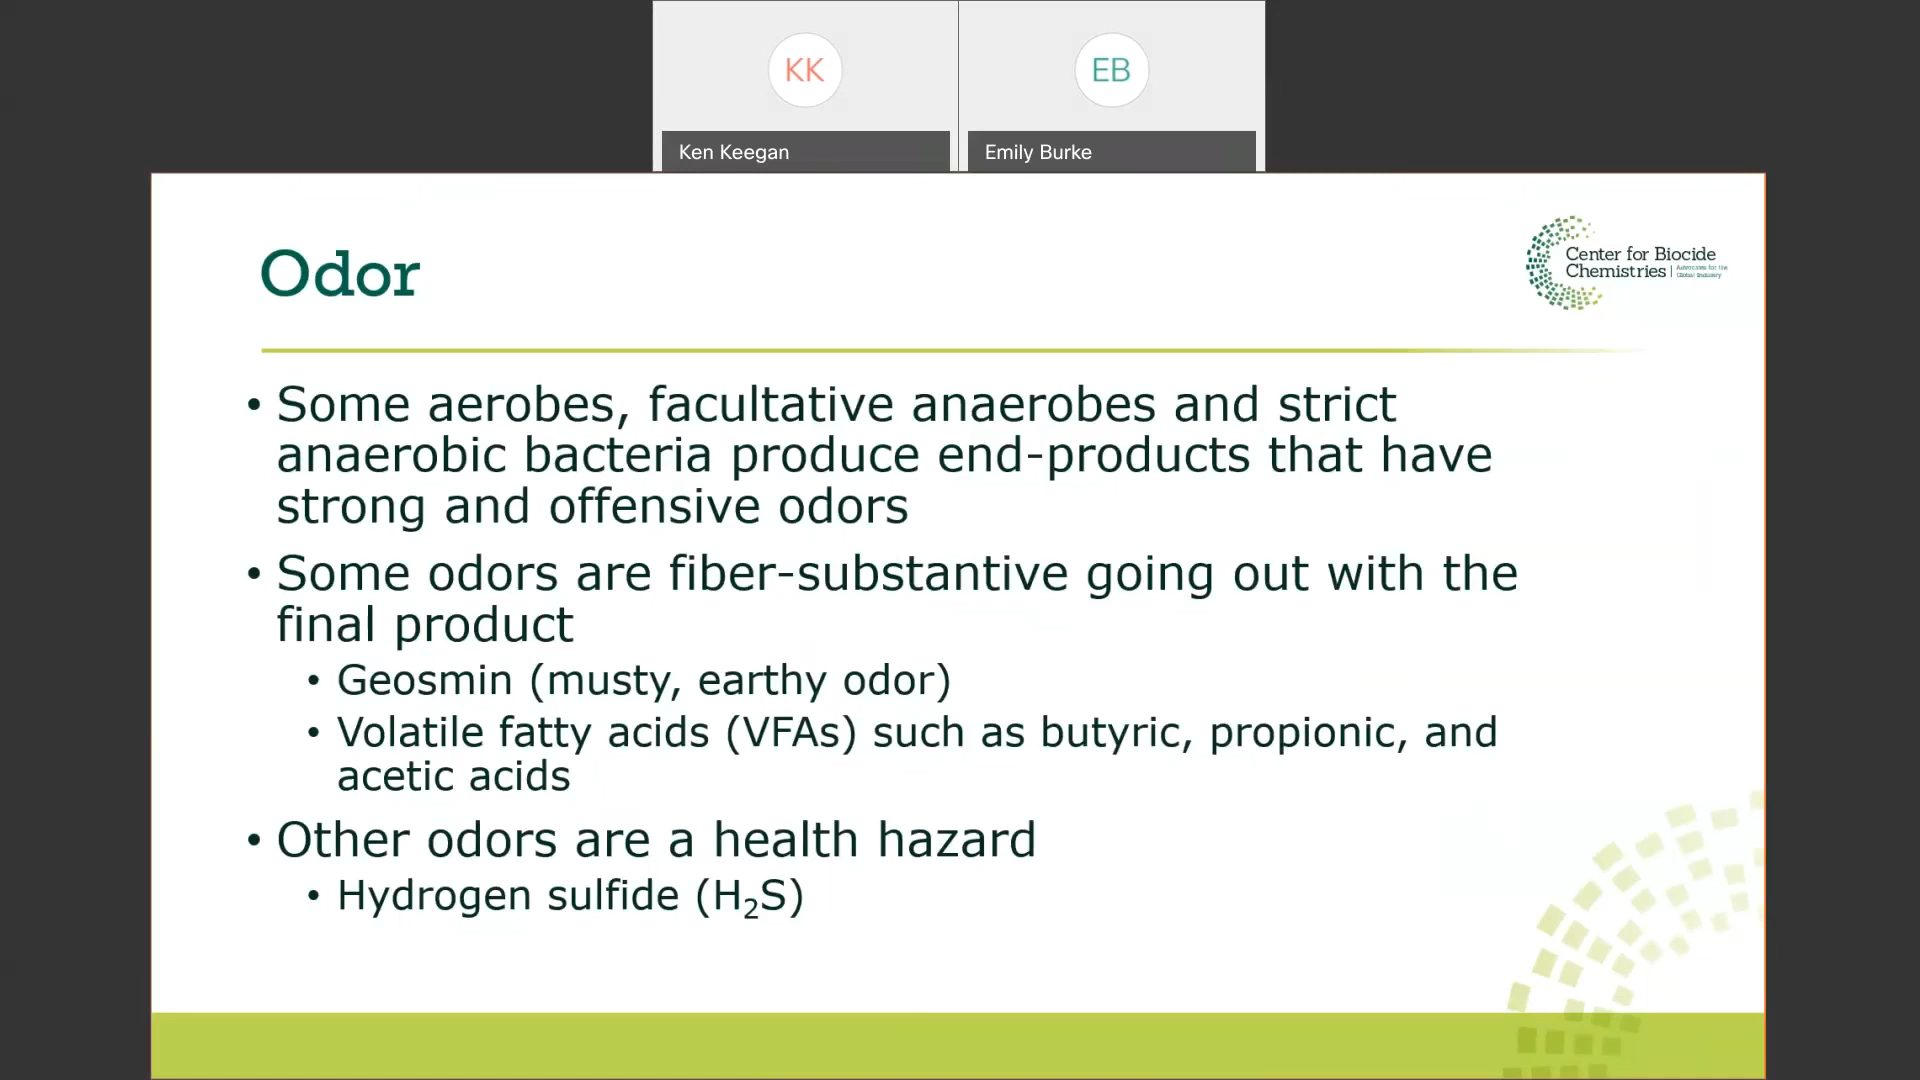 KK
EB
Ken Keegan
Emily Burke
Odor
Center for Biocide
Chemistries | Advocates for the
Global Industry
• Some aerobes, facultative anaerobes and strict
anaerobic bacteria produce end-products that have
strong and offensive odors
• Some odors are fiber-substantive going out with the
final product
• Geosmin (musty, earthy odor)
• Volatile fatty acids (VFAs) such as butyric, propionic, and
acetic acids
• Other odors are a health hazard
• Hydrogen sulfide (H₂S)